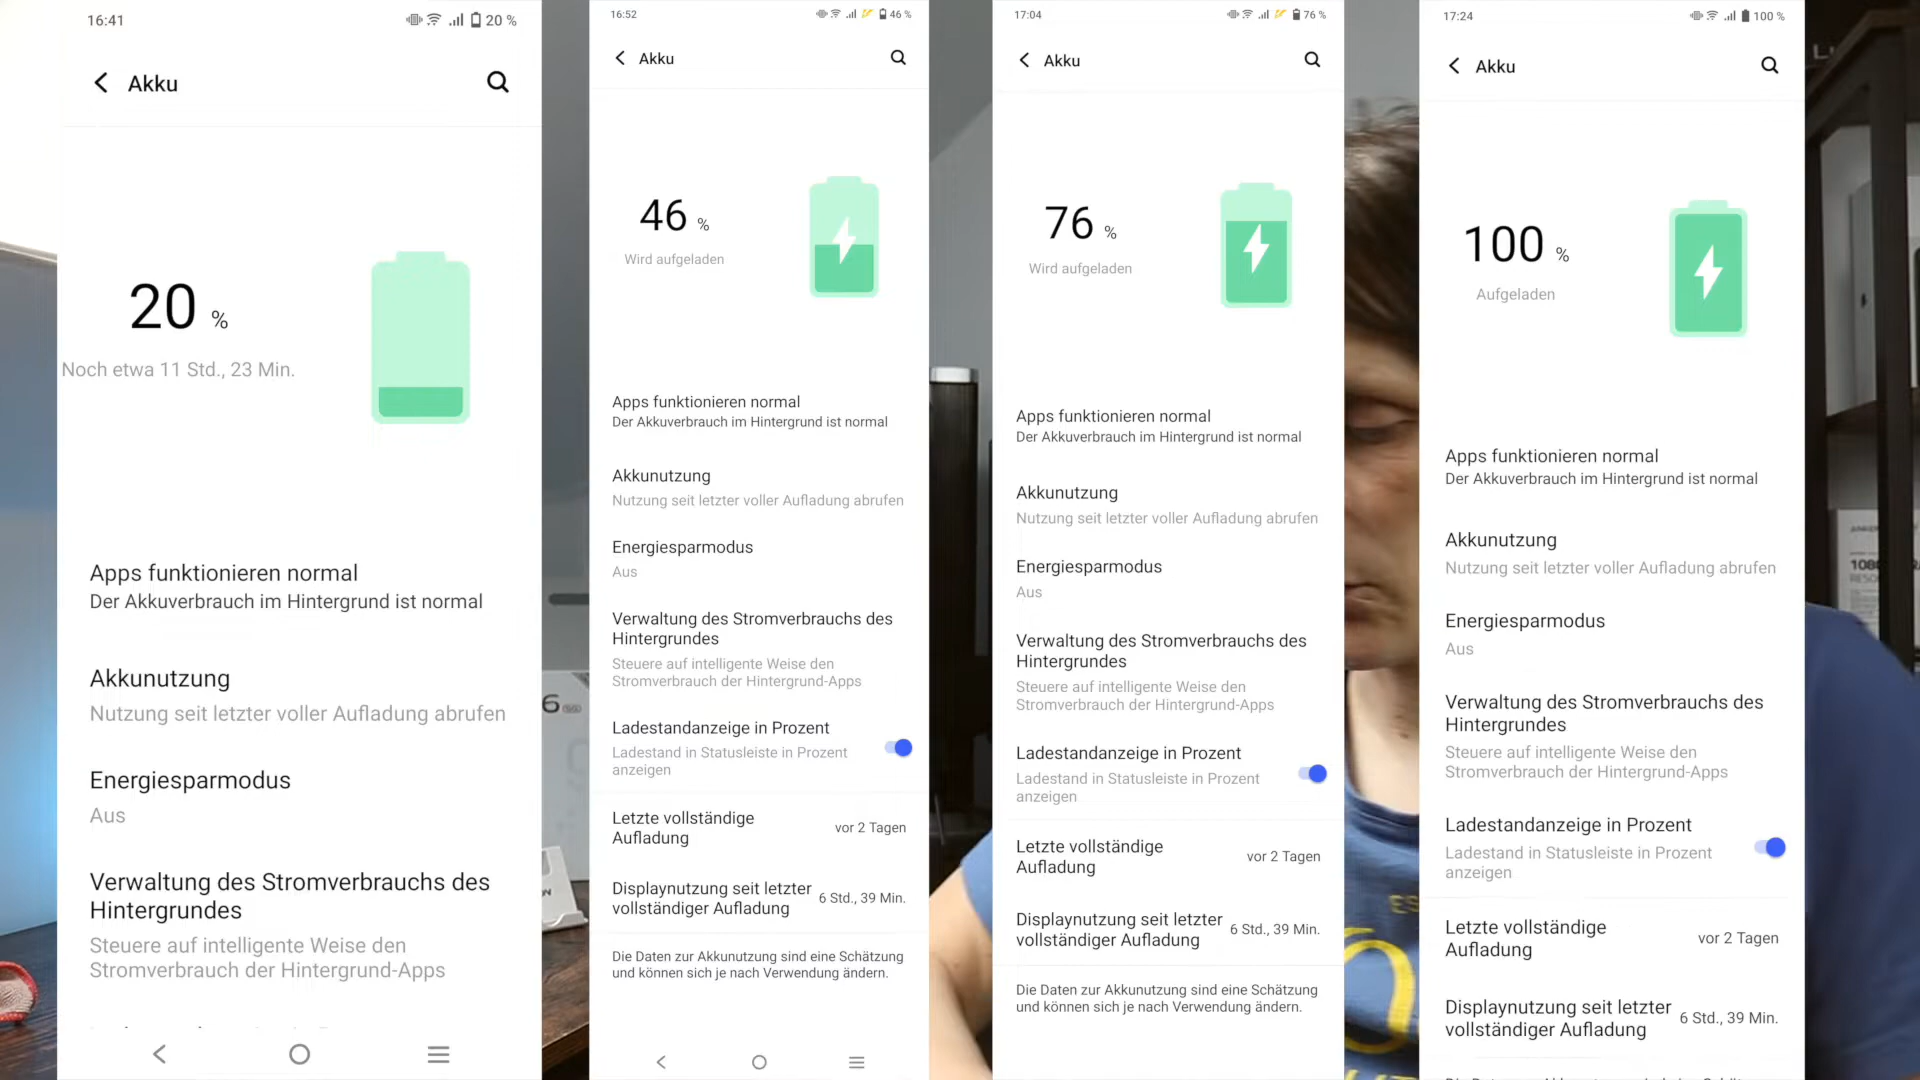 16:41
20 %
Akku
20 %
Noch etwa 11 Std., 23 Min.
Apps funktionieren normal
Der Akkuverbrauch im Hintergrund ist normal
Akkunutzung
Nutzung seit letzter voller Aufladung abrufen
Energiesparmodus
Aus
Verwaltung des Stromverbrauchs des
Hintergrundes
Steuere auf intelligente Weise den
Stromverbrauch der Hintergrund-Apps
16:52
46 %
Akku
46 %
Wird aufgeladen
Apps funktionieren normal
Der Akkuverbrauch im Hintergrund ist normal
Akkunutzung
Nutzung seit letzter voller Aufladung abrufen
Energiesparmodus
Aus
Verwaltung des Stromverbrauchs des
Hintergrundes
Steuere auf intelligente Weise den
Stromverbrauch der Hintergrund-Apps
Ladestandanzeige in Prozent
Ladestand in Statusleiste in Prozent
anzeigen
Letzte vollständige
Aufladung
vor 2 Tagen
Displaynutzung seit letzter
vollständiger Aufladung
6 Std., 39 Min.
Die Daten zur Akkunutzung sind eine Schätzung
und können sich je nach Verwendung ändern.
17:04
76 %
Akku
76 %
Wird aufgeladen
Apps funktionieren normal
Der Akkuverbrauch im Hintergrund ist normal
Akkunutzung
Nutzung seit letzter voller Aufladung abrufen
Energiesparmodus
Aus
Verwaltung des Stromverbrauchs des
Hintergrundes
Steuere auf intelligente Weise den
Stromverbrauch der Hintergrund-Apps
Ladestandanzeige in Prozent
Ladestand in Statusleiste in Prozent
anzeigen
Letzte vollständige
Aufladung
vor 2 Tagen
Displaynutzung seit letzter
vollständiger Aufladung
6 Std., 39 Min.
Die Daten zur Akkunutzung sind eine Schätzung
und können sich je nach Verwendung ändern.
17:24
100 %
Akku
100 %
Aufgeladen
Apps funktionieren normal
Der Akkuverbrauch im Hintergrund ist normal
Akkunutzung
Nutzung seit letzter voller Aufladung abrufen
Energiesparmodus
Aus
Verwaltung des Stromverbrauchs des
Hintergrundes
Steuere auf intelligente Weise den
Stromverbrauch der Hintergrund-Apps
Ladestandanzeige in Prozent
Ladestand in Statusleiste in Prozent
anzeigen
Letzte vollständige
Aufladung
vor 2 Tagen
Displaynutzung seit letzter
vollständiger Aufladung
6 Std., 39 Min.